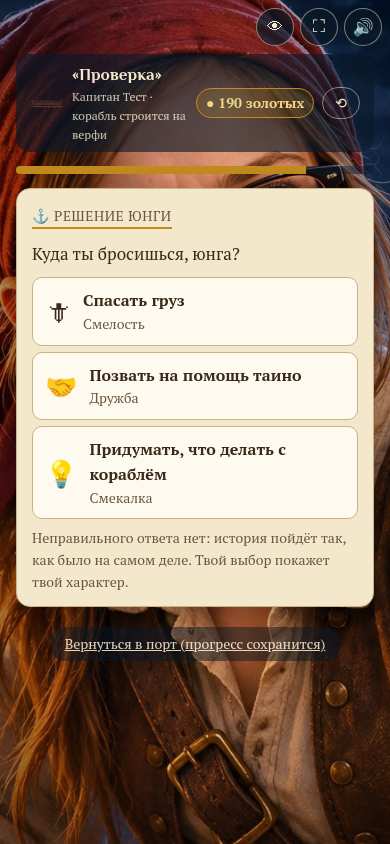 «Проверка»
Капитан Тест ·
корабль строится на
верфи
190 золотых
РЕШЕНИЕ ЮНГИ
Куда ты бросишься, юнга?
Спасать груз
Смелость
Позвать на помощь таино
Дружба
Придумать, что делать с
кораблём
Смекалка
Неправильного ответа нет: история пойдёт так,
как было на самом деле. Твой выбор покажет
твой характер.
Вернуться в порт (прогресс сохранится)